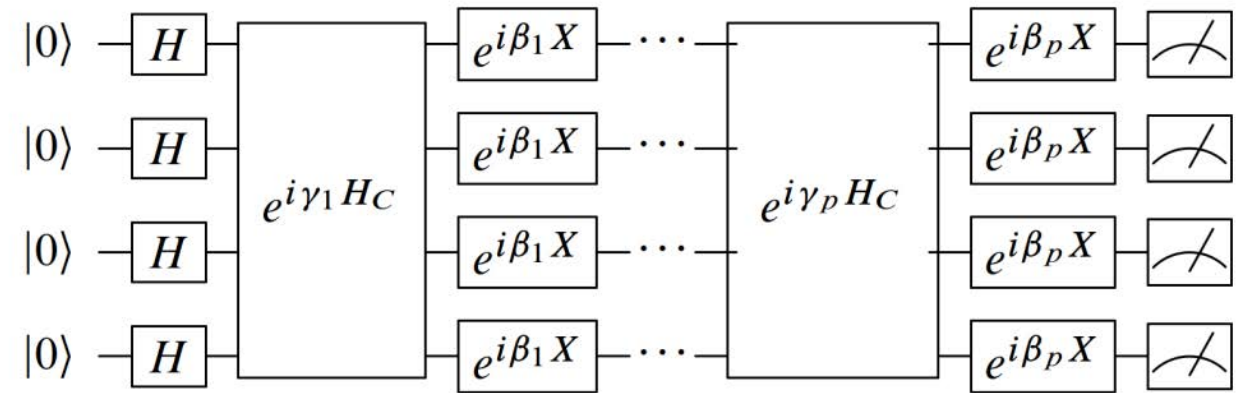 |0⟩ H e^{iβ_1 X} ··· e^{iβ_p X}
|0⟩ H e^{iβ_1 X} ··· e^{iβ_p X}
e^{iγ_1 H_C} e^{iγ_p H_C}
|0⟩ H e^{iβ_1 X} ··· e^{iβ_p X}
|0⟩ H e^{iβ_1 X} ··· e^{iβ_p X}